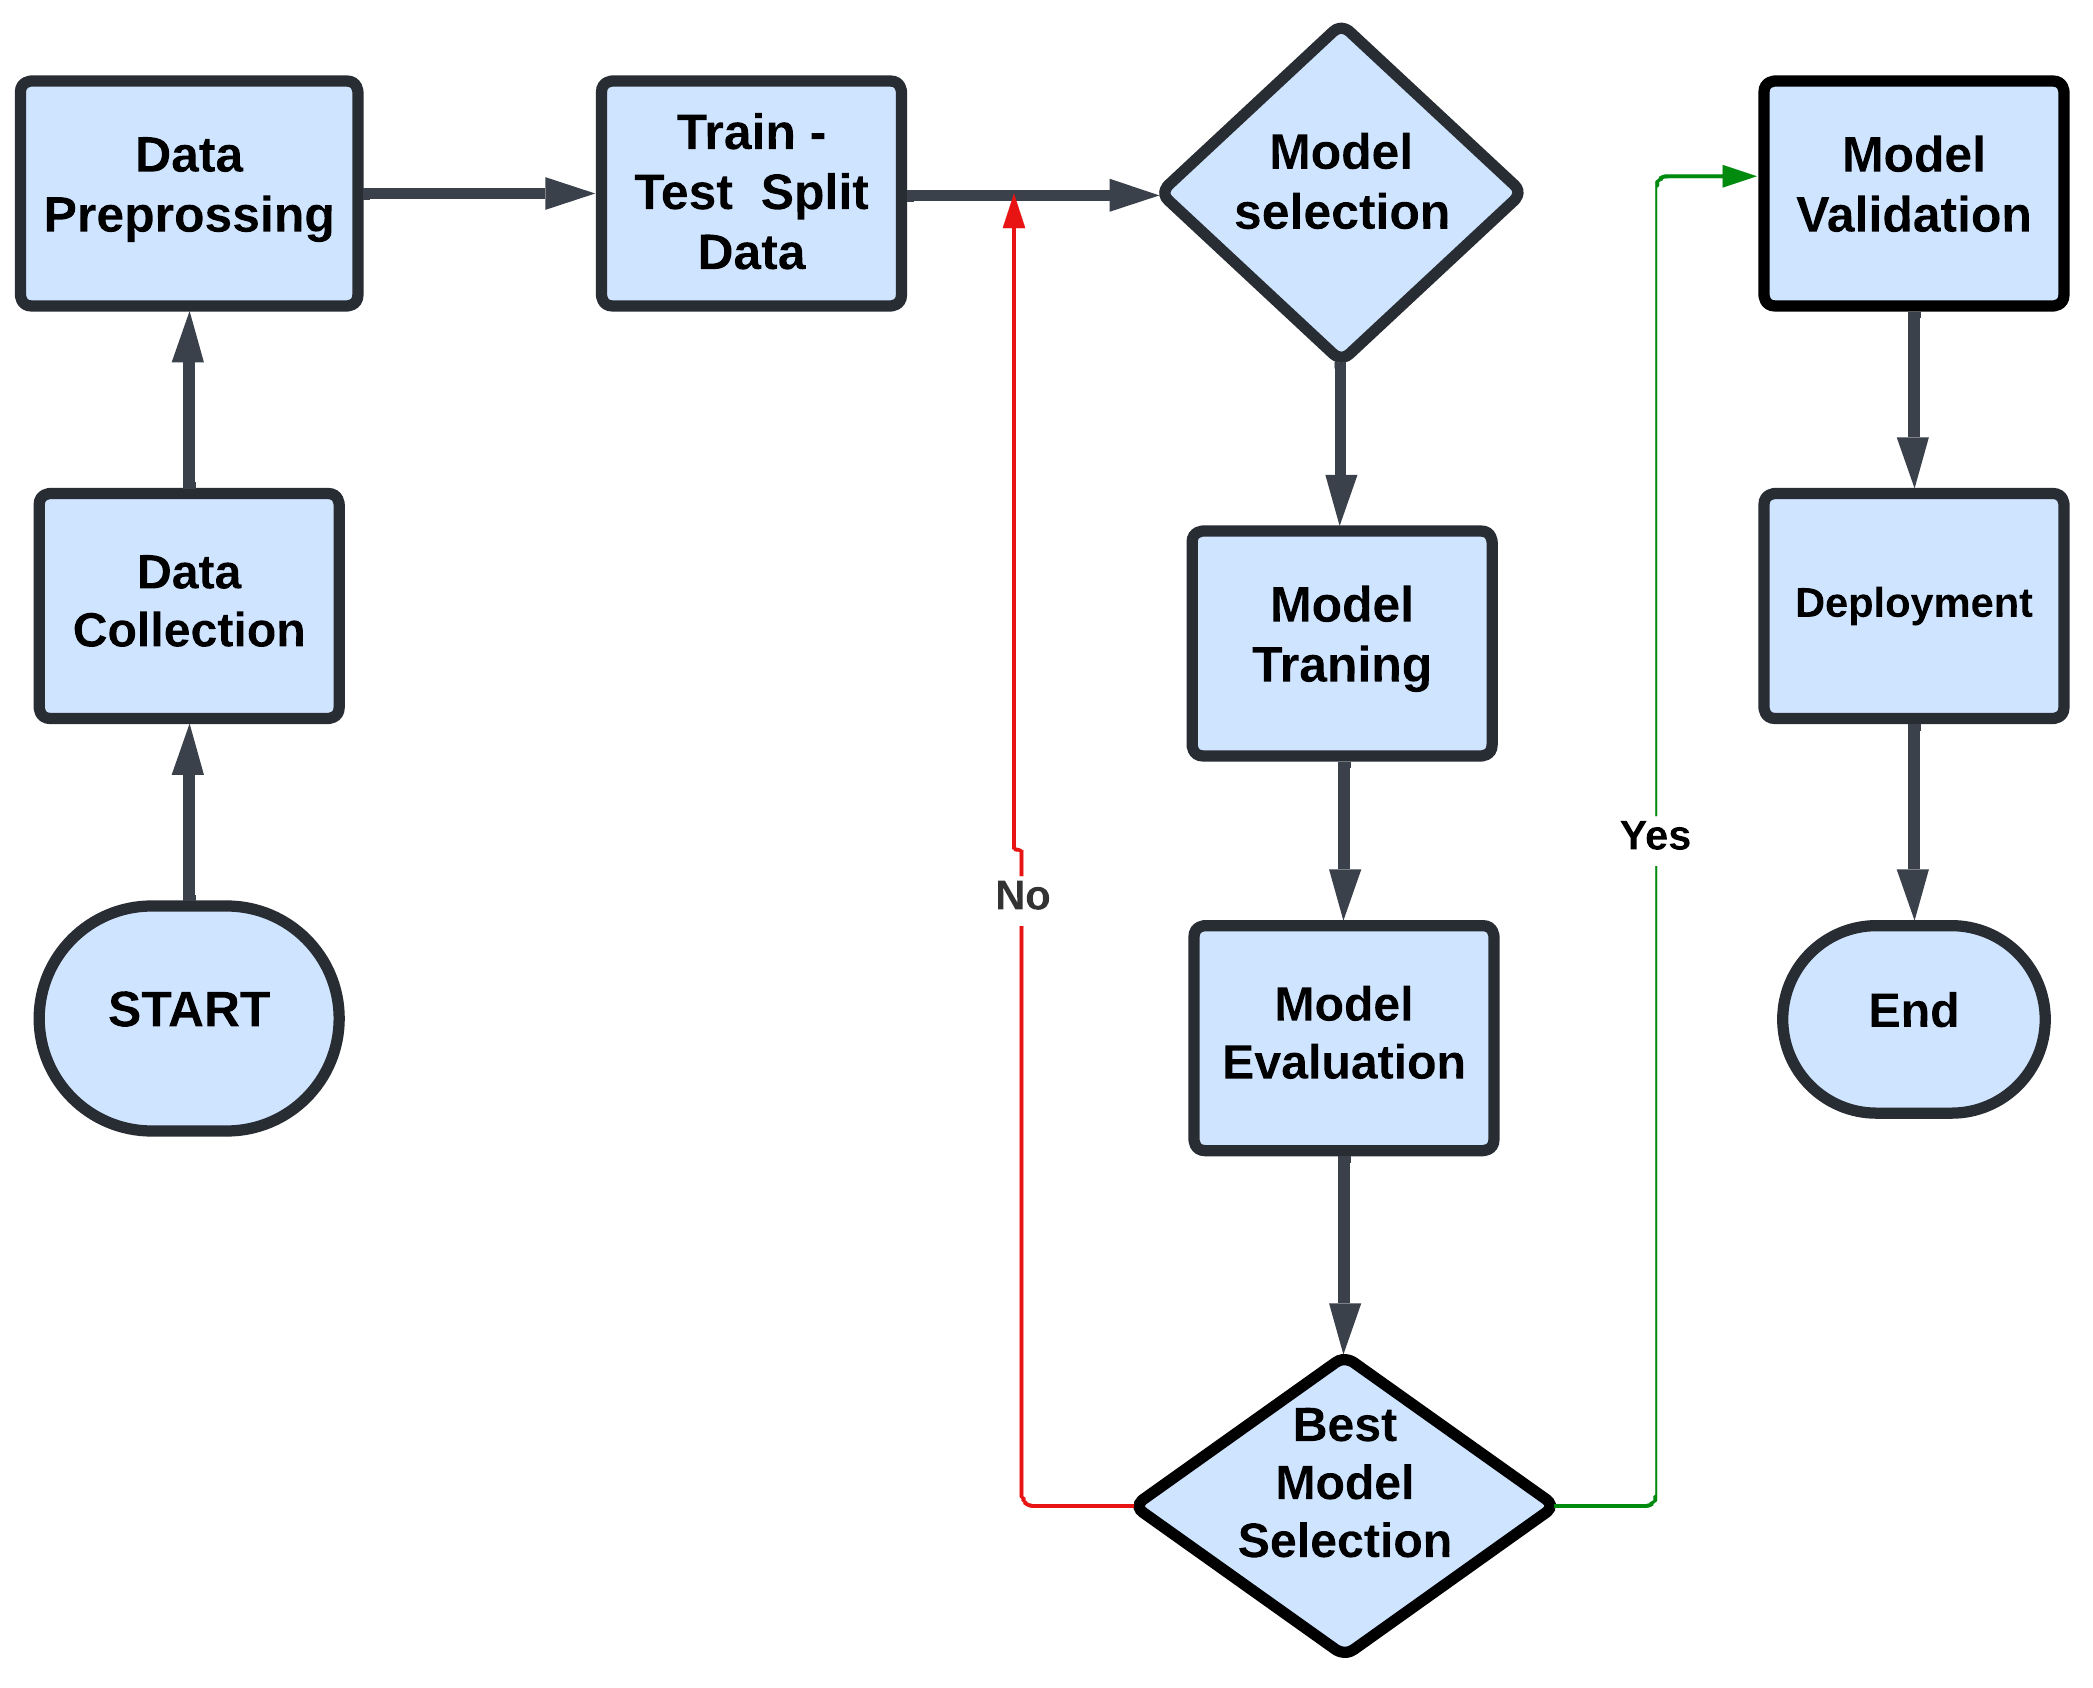 START
Data
Collection
Data
Preprossing
Train -
Test  Split
Data
Model
selection
Model
Traning
Model
Evaluation
Best
Model
Selection
No
Yes
Model
Validation
Deployment
End